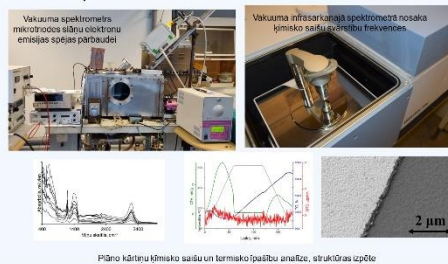 Vakuuma spektrometrs
mikrotriodes slāņu elektronu
emisijas spējas pārbaudei
Vakuuma infrasarkanajā spektrometrā nosaka
ķīmisko saišu svārstību frekvences
2 µm
Plāno kārtiņu ķīmisko saišu un termisko īpašību analīze, struktūras izpēte